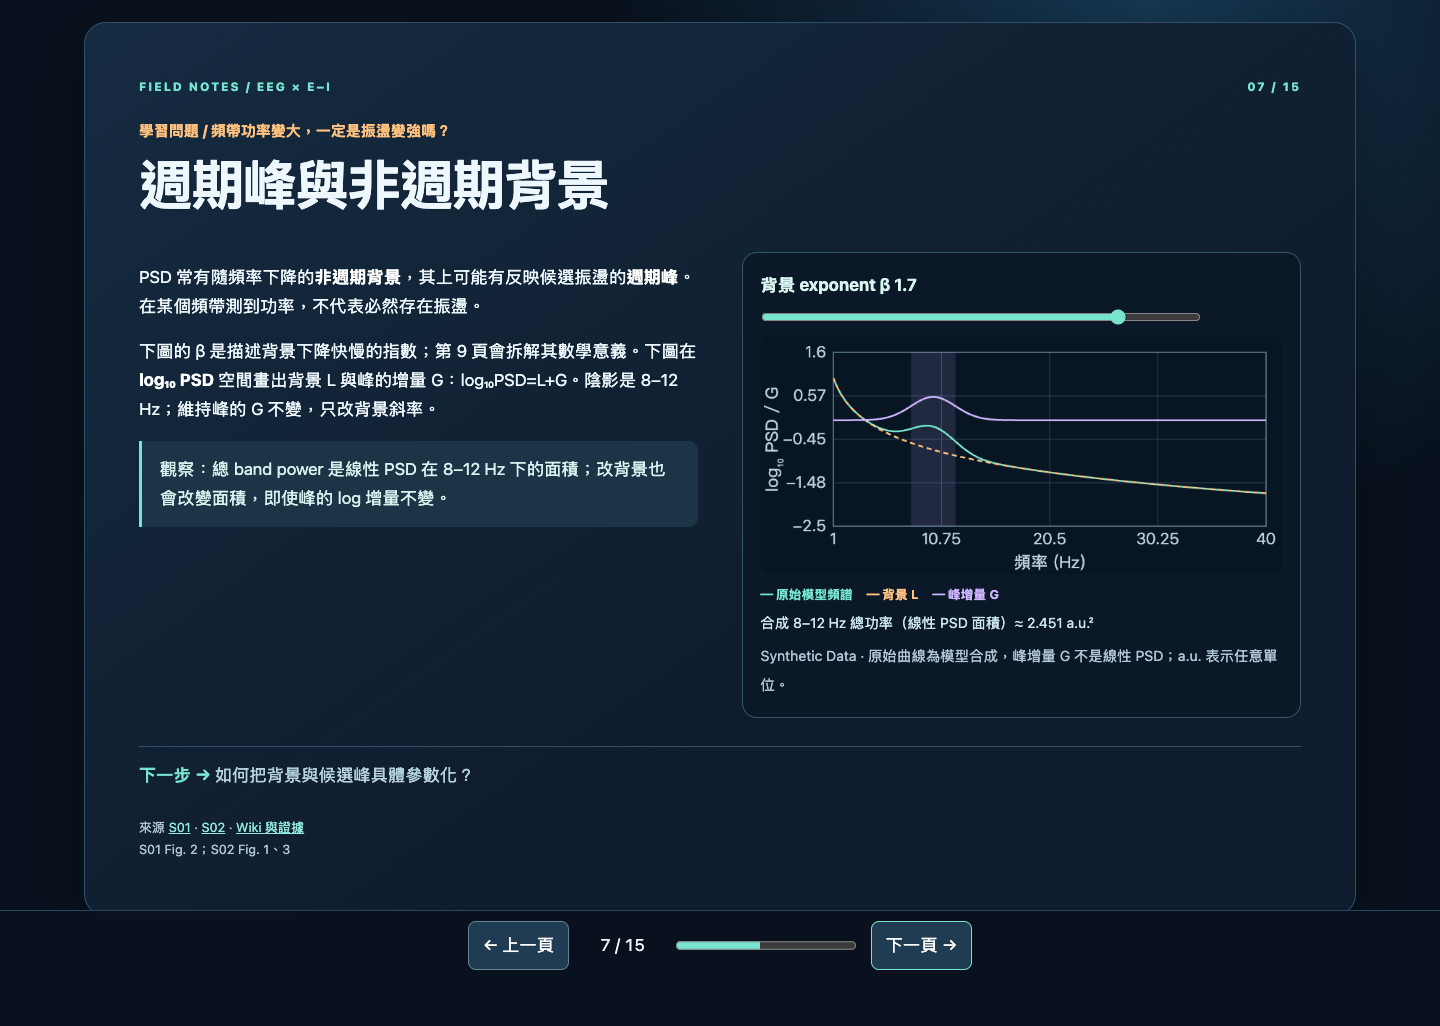 FIELD NOTES / EEG × E–I
07 / 15
學習問題 / 頻帶功率變大，一定是振盪變強嗎？
週期峰與非週期背景
PSD 常有隨頻率下降的非週期背景，其上可能有反映候選振盪的週期峰。
在某個頻帶測到功率，不代表必然存在振盪。
下圖的 β 是描述背景下降快慢的指數；第 9 頁會拆解其數學意義。下圖在
log₁₀ PSD 空間畫出背景 L 與峰的增量 G：log₁₀PSD=L+G。陰影是 8–12
Hz；維持峰的 G 不變，只改背景斜率。
觀察：總 band power 是線性 PSD 在 8–12 Hz 下的面積；改背景也
會改變面積，即使峰的 log 增量不變。
背景 exponent β 1.7
log₁₀ PSD / G
1.6
0.57
−0.45
−1.48
−2.5
1 10.75 20.5 30.25 40
頻率 (Hz)
— 原始模型頻譜 — 背景 L — 峰增量 G
合成 8–12 Hz 總功率（線性 PSD 面積）≈ 2.451 a.u.²
Synthetic Data · 原始曲線為模型合成，峰增量 G 不是線性 PSD；a.u. 表示任意單
位。
下一步 → 如何把背景與候選峰具體參數化？
來源 S01 · S02 · Wiki 與證據
S01 Fig. 2；S02 Fig. 1、3
← 上一頁
7 / 15
下一頁 →